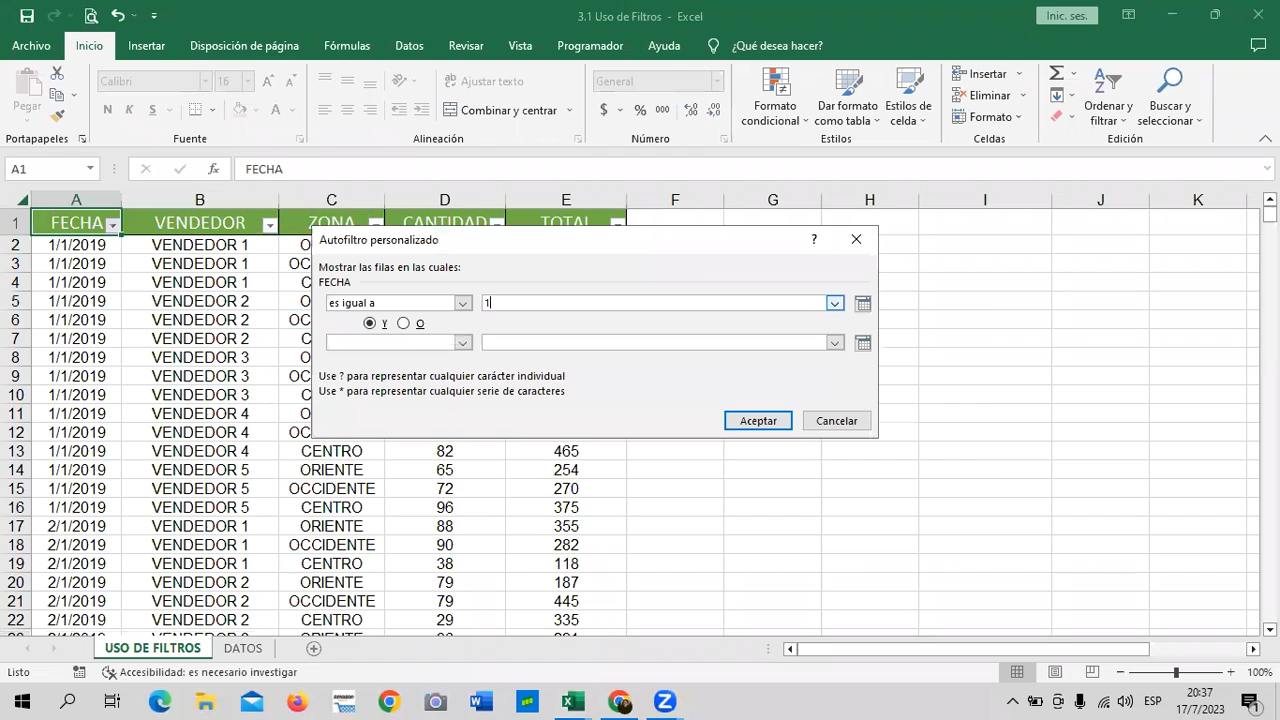 3.1 Uso de Filtros - Excel
Inic. ses.
Archivo Inicio Insertar Disposición de página Fórmulas Datos Revisar Vista Programador Ayuda ¿Qué desea hacer?
Pegar
Calibri 16
N K S
Ajustar texto
Combinar y centrar
General
$ % 000
Formato condicional
Dar formato como tabla
Estilos de celda
Insertar
Eliminar
Formato
Ordenar y filtrar
Buscar y seleccionar
Portapapeles Fuente Alineación Número Estilos Celdas Edición
A1 fx FECHA
A B C D E F G H I J K
1 FECHA VENDEDOR ZONA CANTIDAD TOTAL
Autofiltro personalizado ?
Mostrar las filas en las cuales:
FECHA
es igual a 1
Y O
Use ? para representar cualquier carácter individual
Use * para representar cualquier serie de caracteres
Aceptar Cancelar
2 1/1/2019 VENDEDOR 1 O
3 1/1/2019 VENDEDOR 1 OC
4 1/1/2019 VENDEDOR 1
5 1/1/2019 VENDEDOR 2 O
6 1/1/2019 VENDEDOR 2 OC
7 1/1/2019 VENDEDOR 2
8 1/1/2019 VENDEDOR 3 O
9 1/1/2019 VENDEDOR 3 OC
10 1/1/2019 VENDEDOR 3
11 1/1/2019 VENDEDOR 4 O
12 1/1/2019 VENDEDOR 4 OC
13 1/1/2019 VENDEDOR 4 CENTRO 82 465
14 1/1/2019 VENDEDOR 5 ORIENTE 65 254
15 1/1/2019 VENDEDOR 5 OCCIDENTE 72 270
16 1/1/2019 VENDEDOR 5 CENTRO 96 375
17 2/1/2019 VENDEDOR 1 ORIENTE 88 355
18 2/1/2019 VENDEDOR 1 OCCIDENTE 90 282
19 2/1/2019 VENDEDOR 1 CENTRO 38 118
20 2/1/2019 VENDEDOR 2 ORIENTE 79 187
21 2/1/2019 VENDEDOR 2 OCCIDENTE 79 445
22 2/1/2019 VENDEDOR 2 CENTRO 29 335
USO DE FILTROS DATOS
Listo Accesibilidad: es necesario investigar 100%
ESP
20:37
17/7/2023